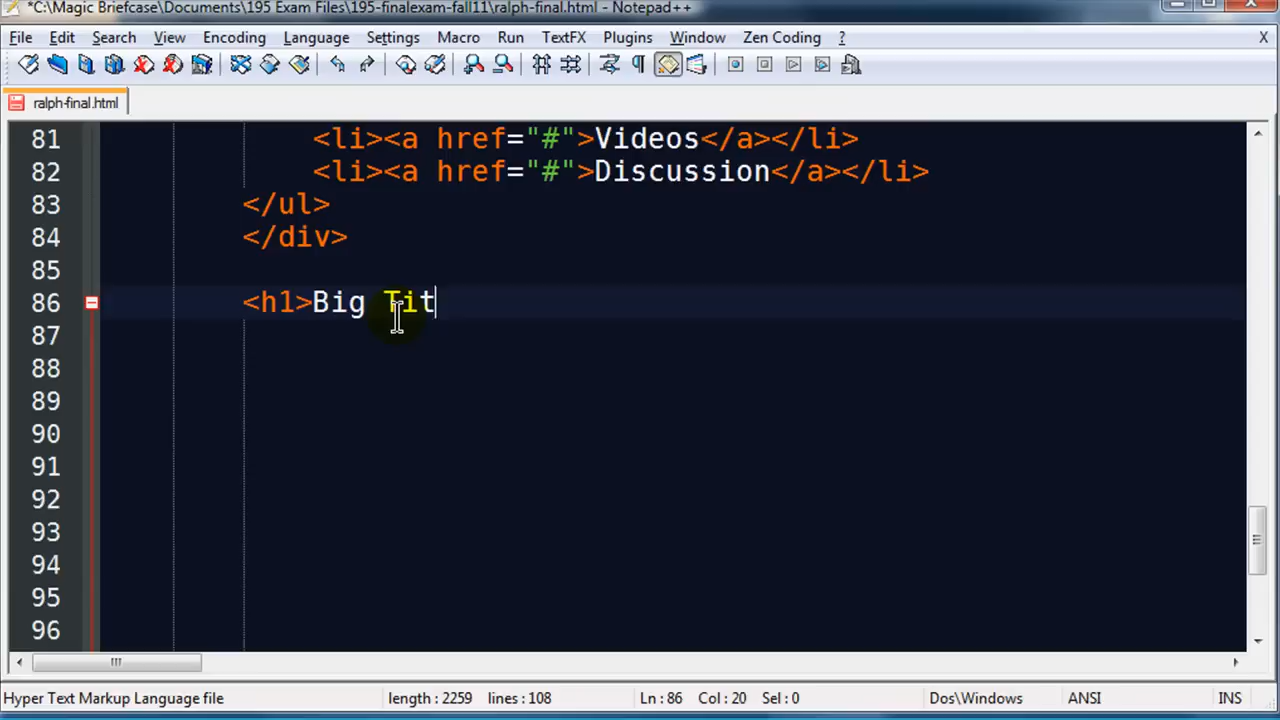 *C:\Magic Briefcase\Documents\195 Exam Files\195-finalexam-fall11\ralph-final.html - Notepad++
File Edit Search View Encoding Language Settings Macro Run TextFX Plugins Window Zen Coding ? X
ralph-final.html
81 <li><a href="#">Videos</a></li>
82 <li><a href="#">Discussion</a></li>
83 </ul>
84 </div>
85
86 <h1>Big Tit
87
88
89
90
91
92
93
94
95
96
Hyper Text Markup Language file length : 2259 lines : 108 Ln : 86 Col : 20 Sel : 0 Dos\Windows ANSI INS